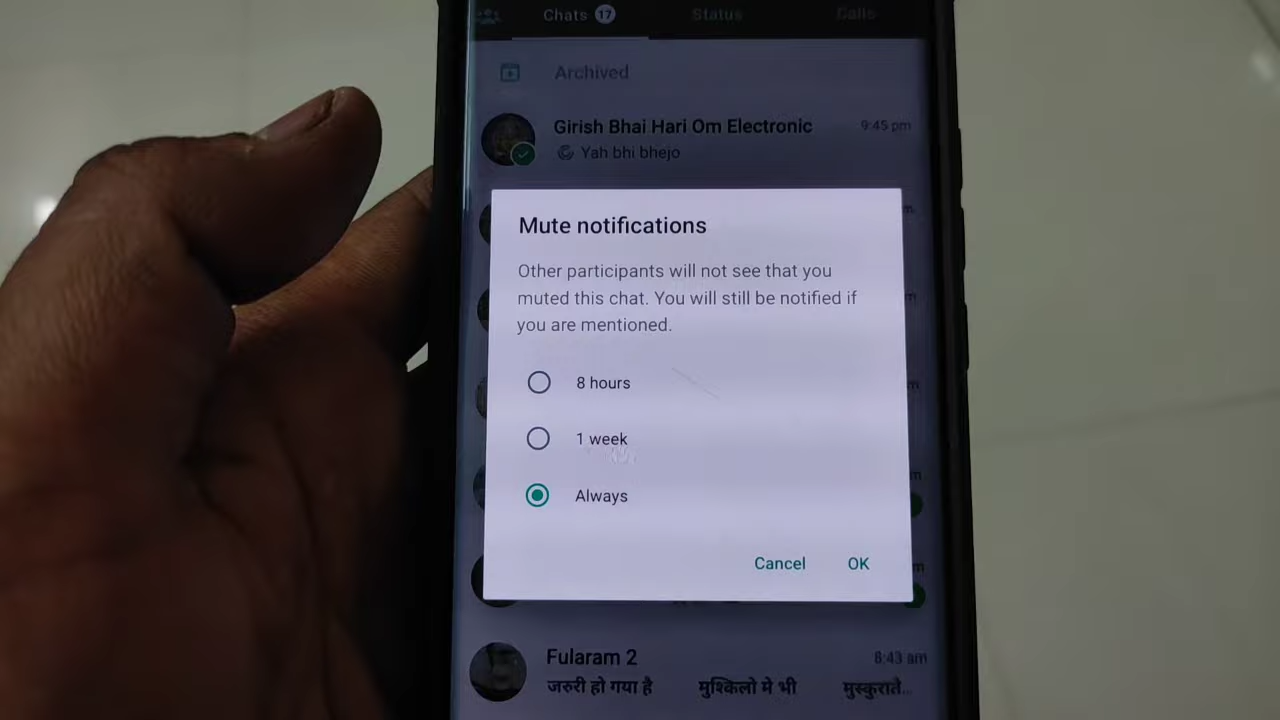 Chats 17 Status Calls
Archived
Girish Bhai Hari Om Electronic 9:45 pm
Yah bhi bhejo
Mute notifications
Other participants will not see that you
muted this chat. You will still be notified if
you are mentioned.
8 hours
1 week
Always
Cancel OK
Fularam 2 8:43 am
जरुरी हो गया है मुश्किलो मे भी मुस्कुराते...